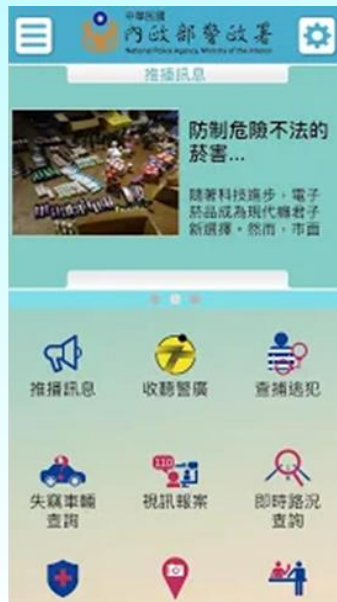 中華民國
內政部警政署
National Police Agency, Ministry of the Interior
推播訊息
防制危險不法的
菸害...
隨著科技進步，電子
菸品成為現代癮君子
新選擇。然而，市面
推播訊息
收聽警廣
查捕逃犯
失竊車輛
查詢
110
視訊報案
即時路況
查詢